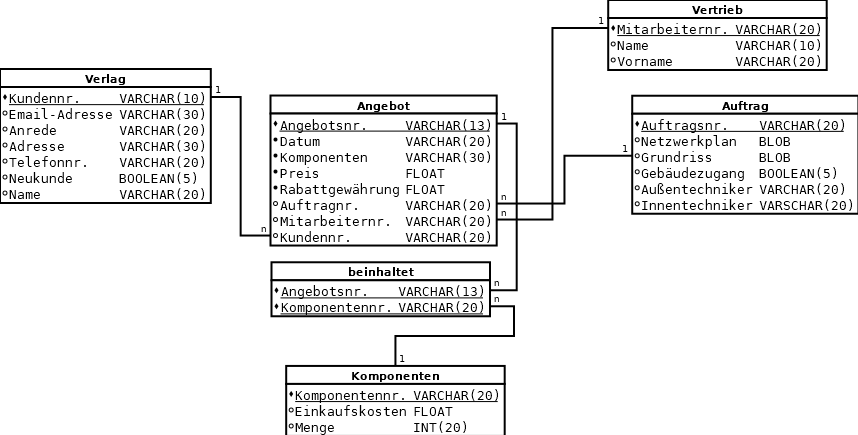 Vertrieb
Mitarbeiternr. VARCHAR(20)
Name VARCHAR(10)
Vorname VARCHAR(20)
1
Verlag
Kundennr. VARCHAR(10)
Email-Adresse VARCHAR(30)
Anrede VARCHAR(20)
Adresse VARCHAR(30)
Telefonnr. VARCHAR(20)
Neukunde BOOLEAN(5)
Name VARCHAR(20)
1
n
Angebot
Angebotsnr. VARCHAR(13)
Datum VARCHAR(20)
Komponenten VARCHAR(30)
Preis FLOAT
Rabattgewährung FLOAT
Auftragnr. VARCHAR(20)
Mitarbeiternr. VARCHAR(20)
Kundennr. VARCHAR(20)
1
n
n
Auftrag
Auftragsnr. VARCHAR(20)
Netzwerkplan BLOB
Grundriss BLOB
Gebäudezugang BOOLEAN(5)
Außentechniker VARCHAR(20)
Innentechniker VARSCHAR(20)
1
beinhaltet
Angebotsnr. VARCHAR(13)
Komponentennr. VARCHAR(20)
n
n
1
Komponenten
Komponentennr. VARCHAR(20)
Einkaufskosten FLOAT
Menge INT(20)